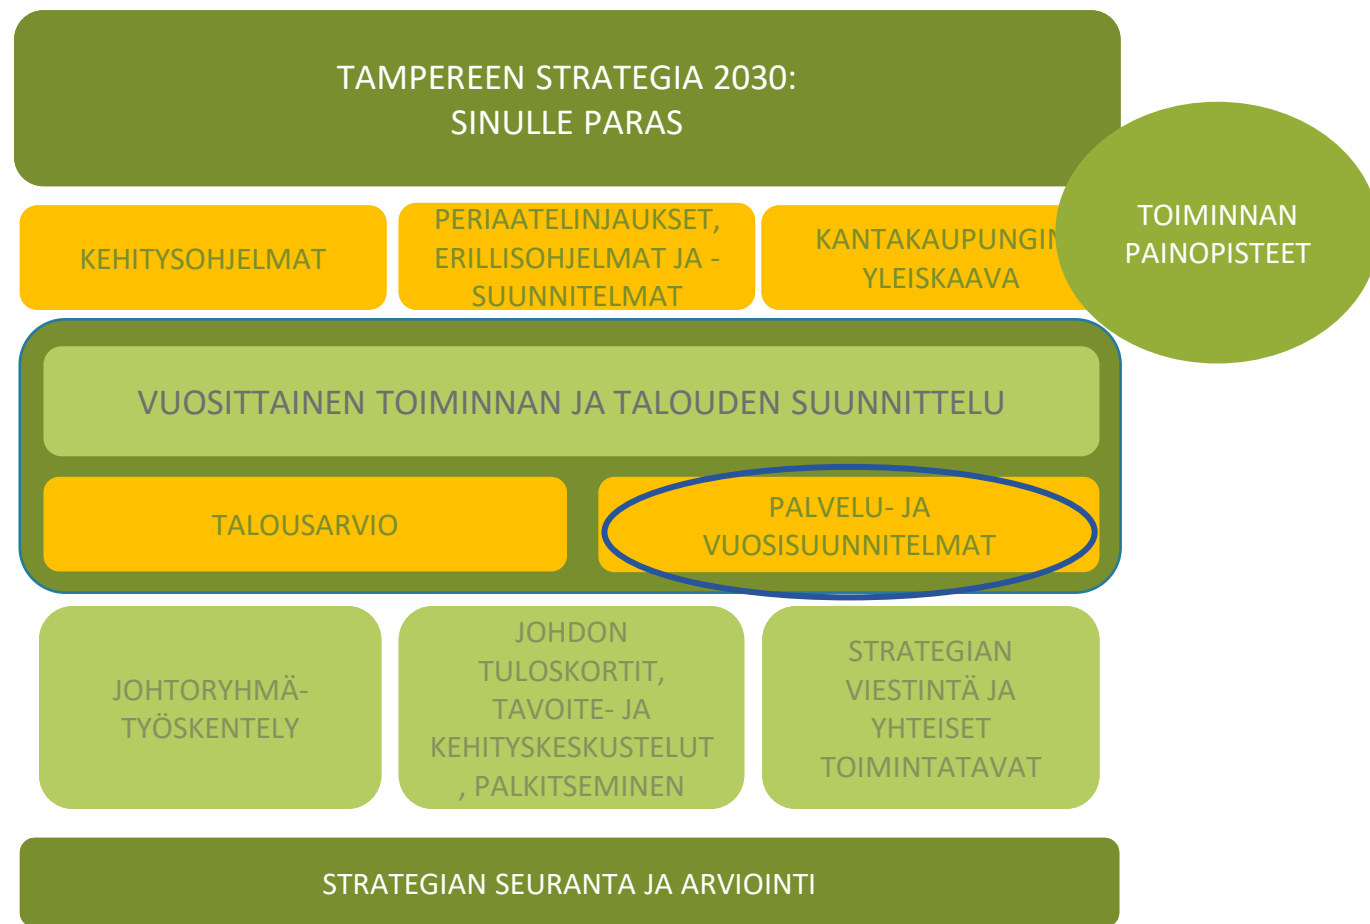 TAMPEREEN STRATEGIA 2030:
SINULLE PARAS
TOIMINNAN
PAINOPISTEET
KEHITYSOHJELMAT
PERIAATELINJAUKSET,
ERILLISOHJELMAT JA -
SUUNNITELMAT
KANTAKAUPUNGIN
YLEISKAAVA
VUOSITTAINEN TOIMINNAN JA TALOUDEN SUUNNITTELU
TALOUSARVIO
PALVELU- JA
VUOSISUUNNITELMAT
JOHTORYHMÄ-
TYÖSKENTELY
JOHDON
TULOSKORTIT,
TAVOITE- JA
KEHITYSKESKUSTELUT
, PALKITSEMINEN
STRATEGIAN
VIESTINTÄ JA
YHTEISET
TOIMINTATAVAT
STRATEGIAN SEURANTA JA ARVIOINTI